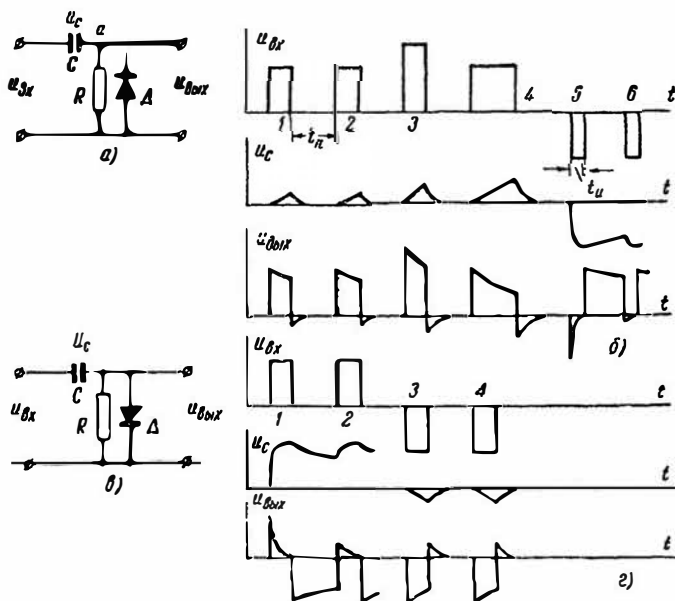 u_c a
C
u_вх R Д u_вых
а)
u_вх
1 t_п 2 3 4 5 6 t
u_c
t
t_и
u_вых
t
б)
U_c
C
u_вх R Д u_вых
в)
u_вх
1 2 3 4 t
u_c
t
u_вых
t
г)